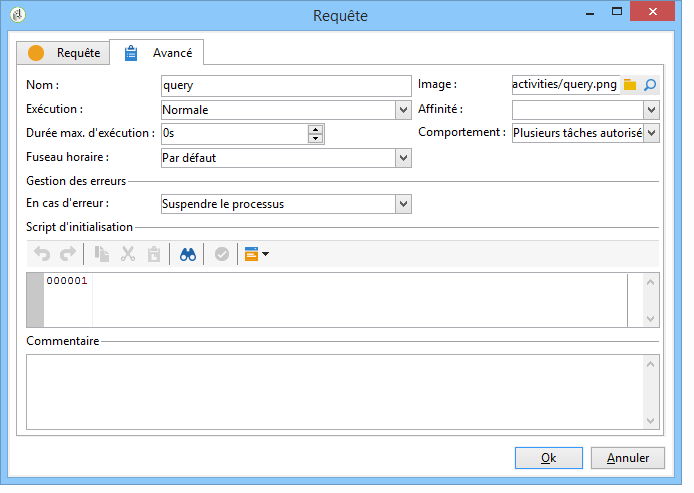 Requête
Requête Avancé
Nom : query Image : activities/query.png
Exécution : Normale Affinité :
Durée max. d'exécution : 0s Comportement : Plusieurs tâches autorisé
Fuseau horaire : Par défaut
Gestion des erreurs
En cas d'erreur : Suspendre le processus
Script d'initialisation
000001
Commentaire
Ok Annuler